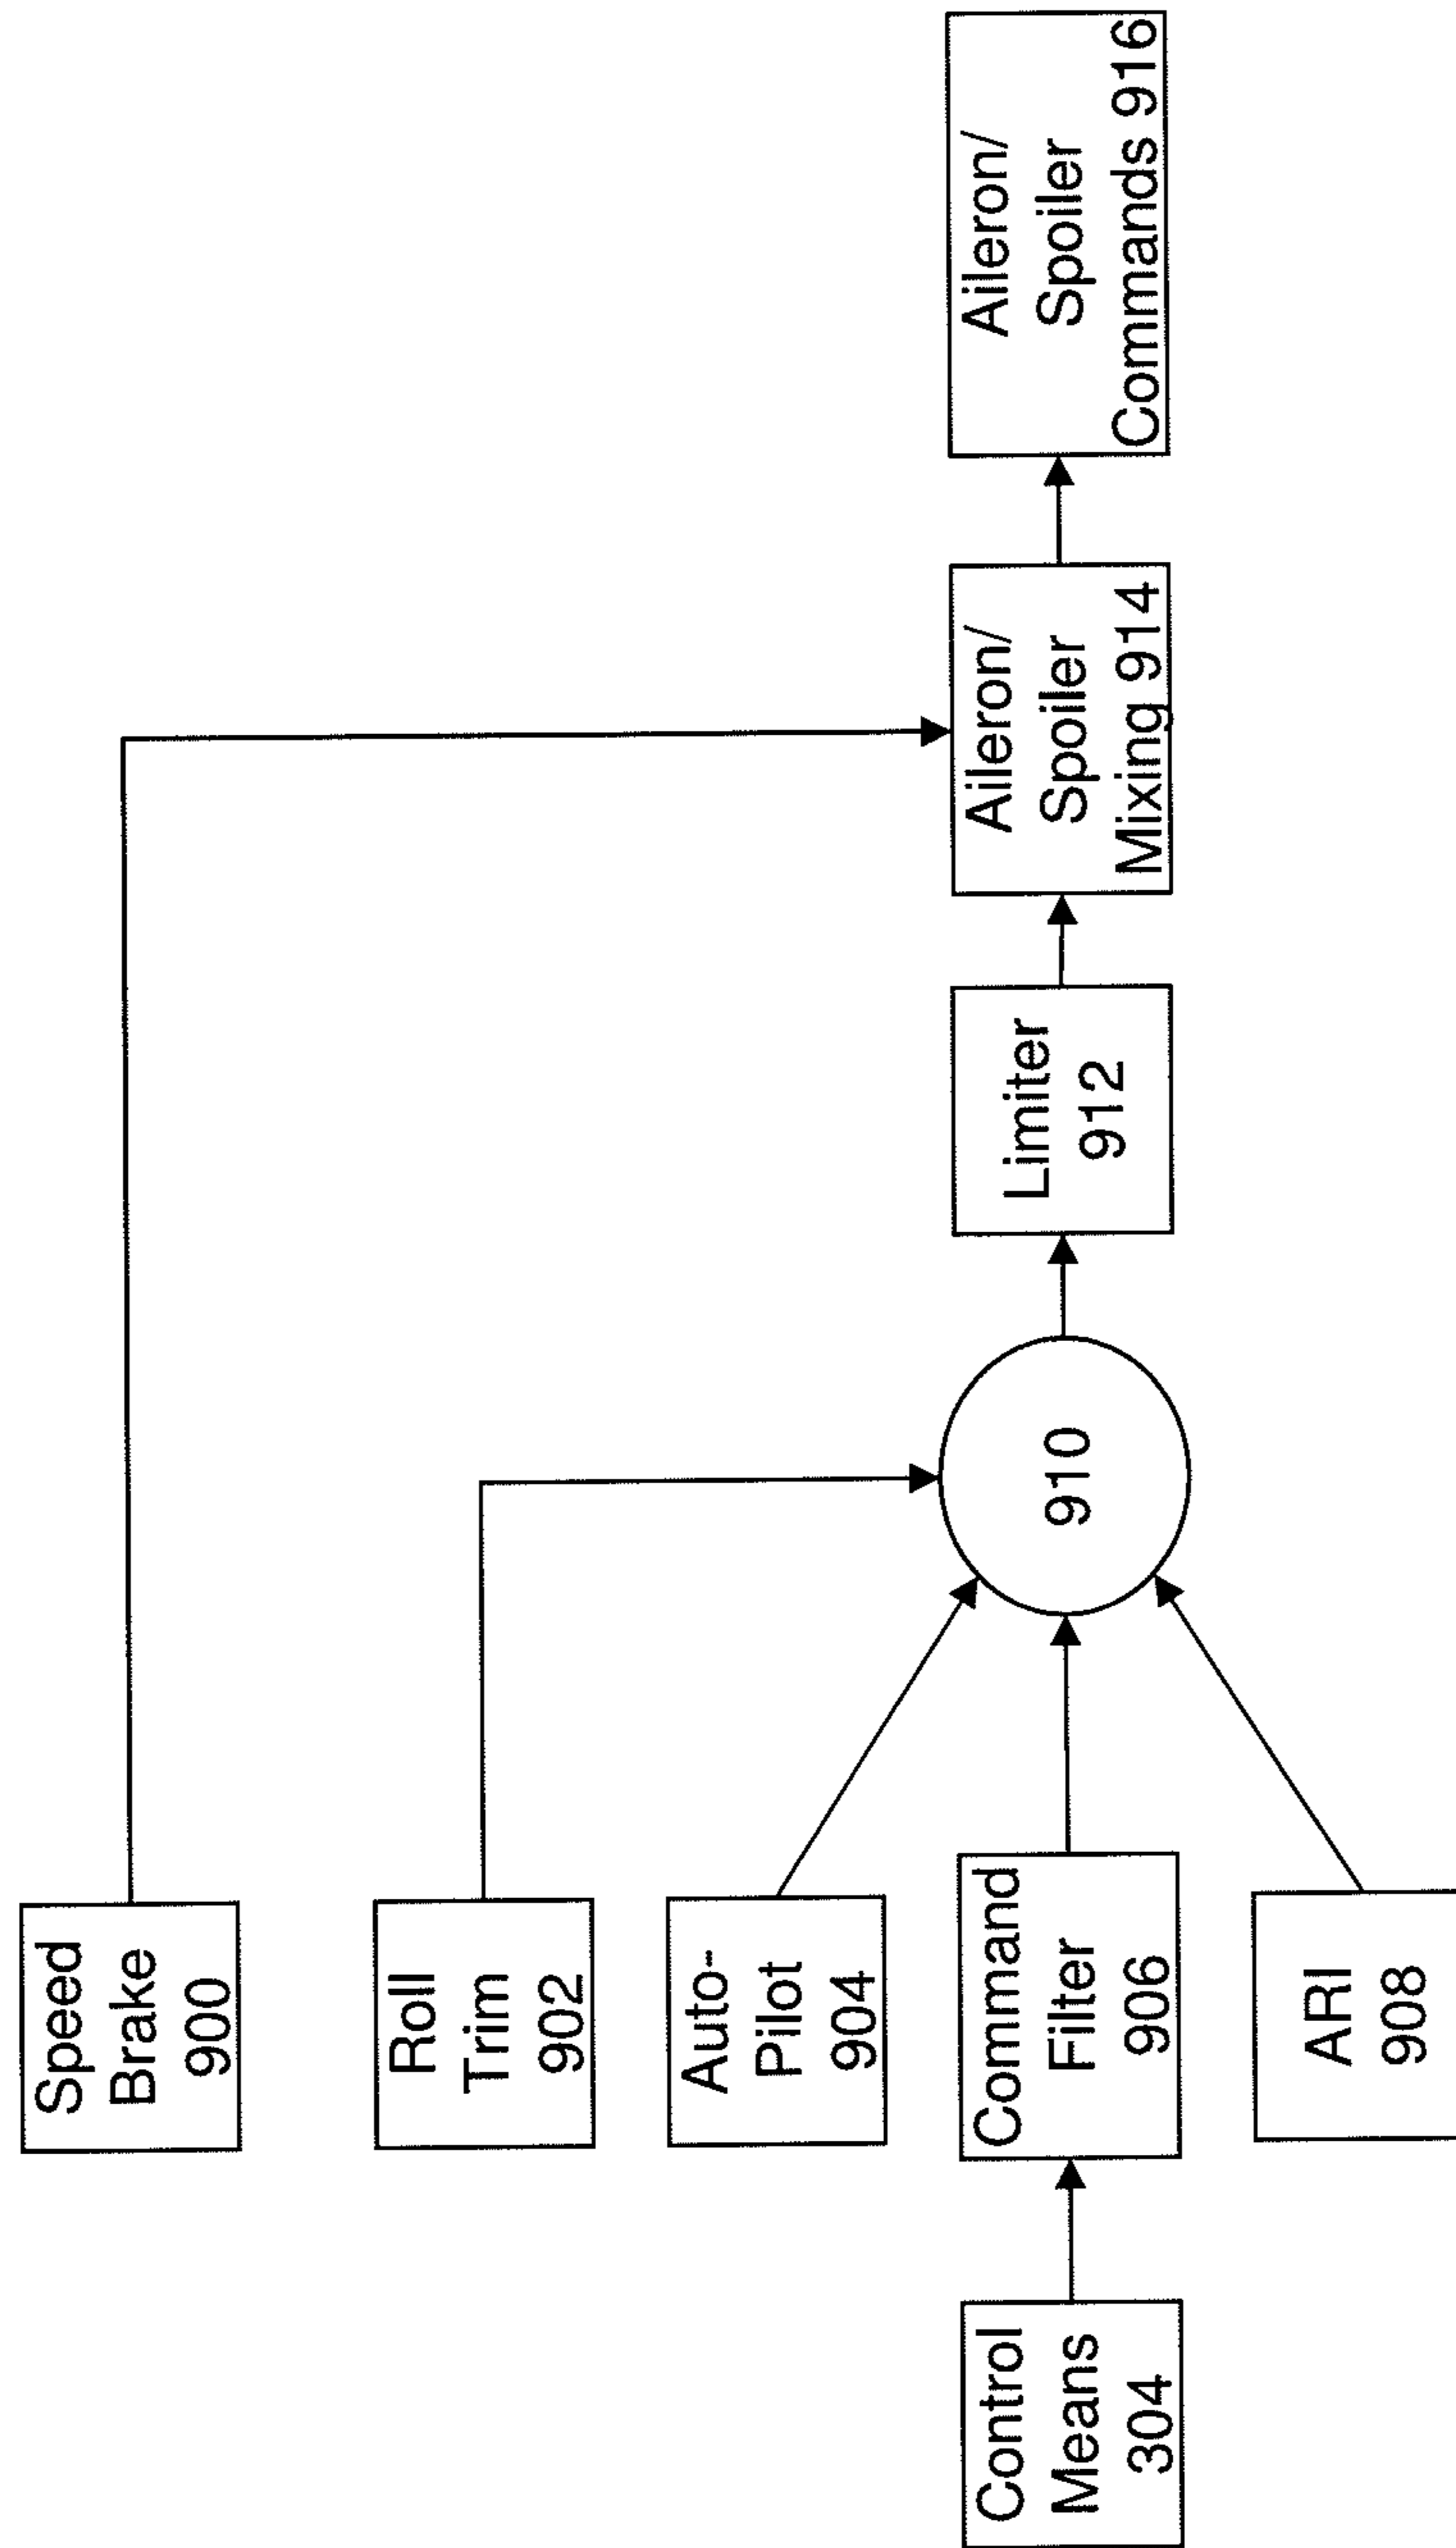 Speed
Brake
900
Roll
Trim
902
Auto-
Pilot
904
Control
Means
304
Command
Filter
906
910
Limiter
912
Aileron/
Spoiler
Mixing 914
Aileron/
Spoiler
Commands 916
ARI
908